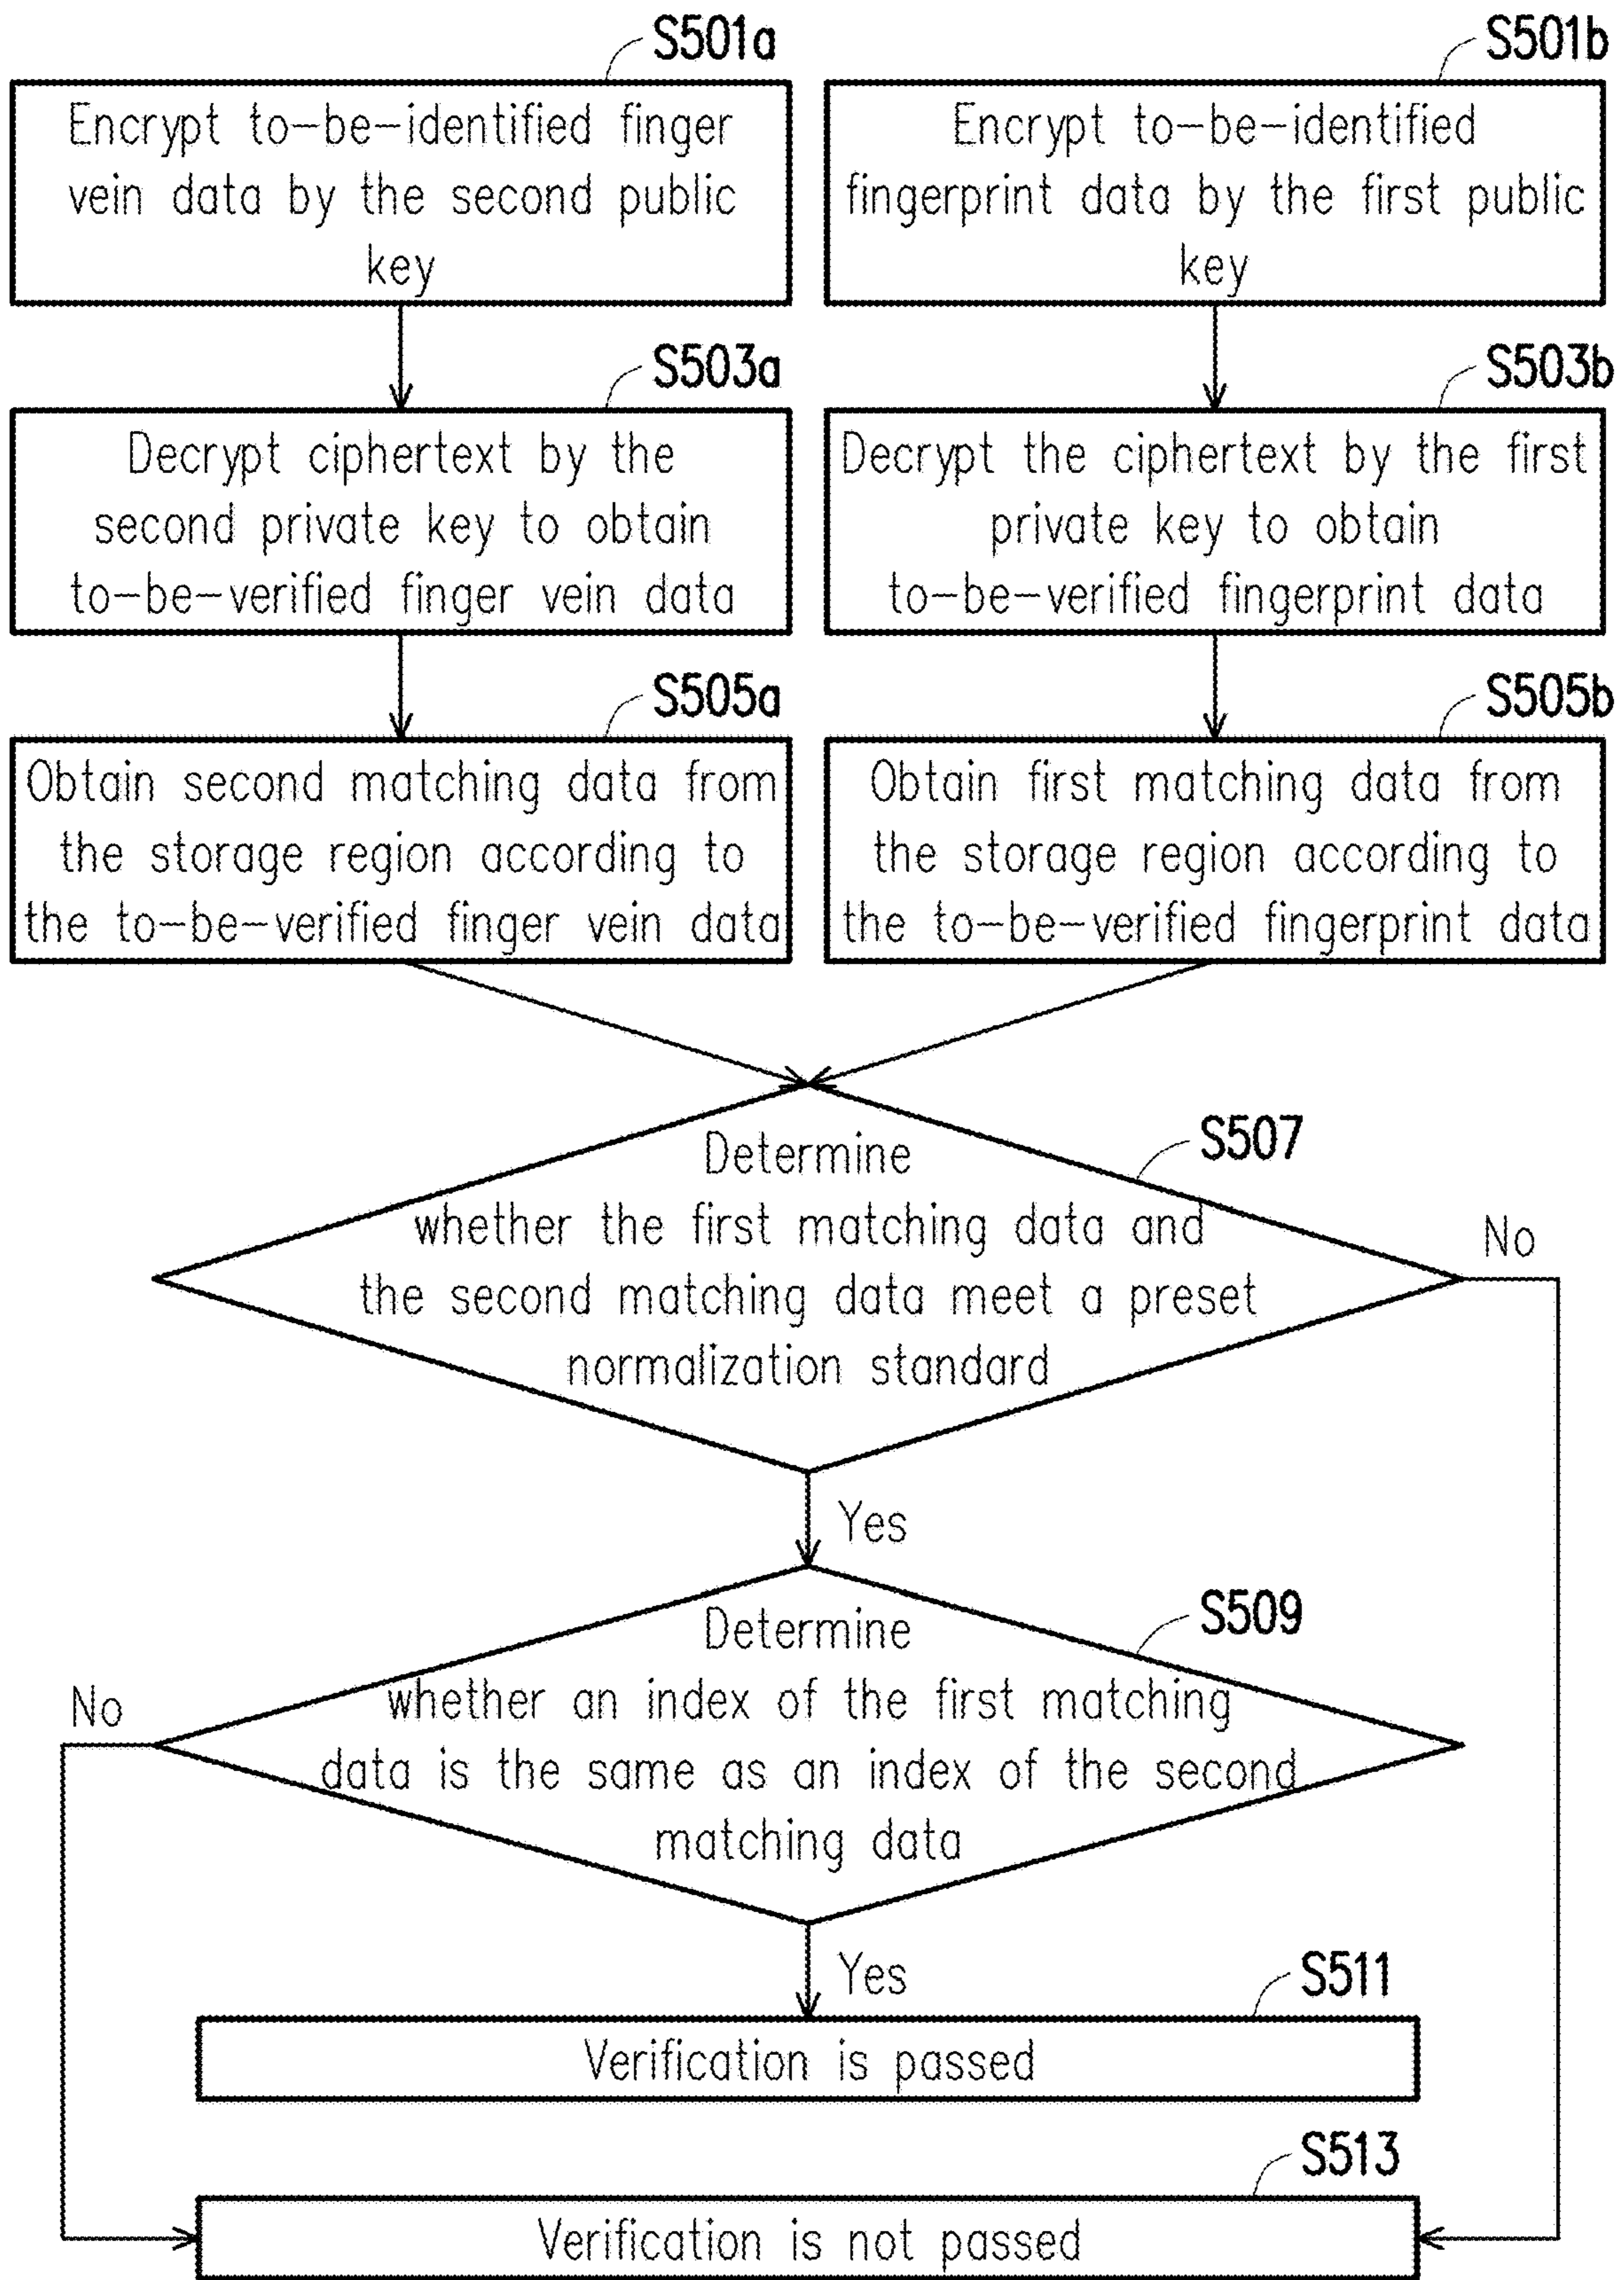 S501a
Encrypt to-be-identified finger
vein data by the second public
key
S501b
Encrypt to-be-identified
fingerprint data by the first public
key
S503a
Decrypt ciphertext by the
second private key to obtain
to-be-verified finger vein data
S503b
Decrypt the ciphertext by the first
private key to obtain
to-be-verified fingerprint data
S505a
Obtain second matching data from
the storage region according to
the to-be-verified finger vein data
S505b
Obtain first matching data from
the storage region according to
the to-be-verified fingerprint data
S507
Determine
whether the first matching data and
the second matching data meet a preset
normalization standard
No
Yes
S509
Determine
whether an index of the first matching
data is the same as an index of the second
matching data
No
Yes
S511
Verification is passed
S513
Verification is not passed